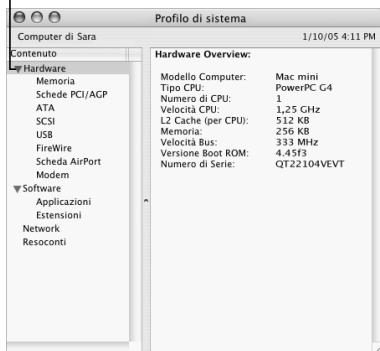 Profilo di sistema
Computer di Sara 1/10/05 4:11 PM
Contenuto
Hardware
Memoria
Schede PCI/AGP
ATA
SCSI
USB
FireWire
Scheda AirPort
Modem
Software
Applicazioni
Estensioni
Network
Resoconti
Hardware Overview:
Modello Computer: Mac mini
Tipo CPU: PowerPC G4
Numero di CPU: 1
Velocità CPU: 1,25 GHz
L2 Cache (per CPU): 512 KB
Memoria: 256 KB
Velocità Bus: 333 MHz
Versione Boot ROM: 4.45f3
Numero di Serie: QT22104VEVT